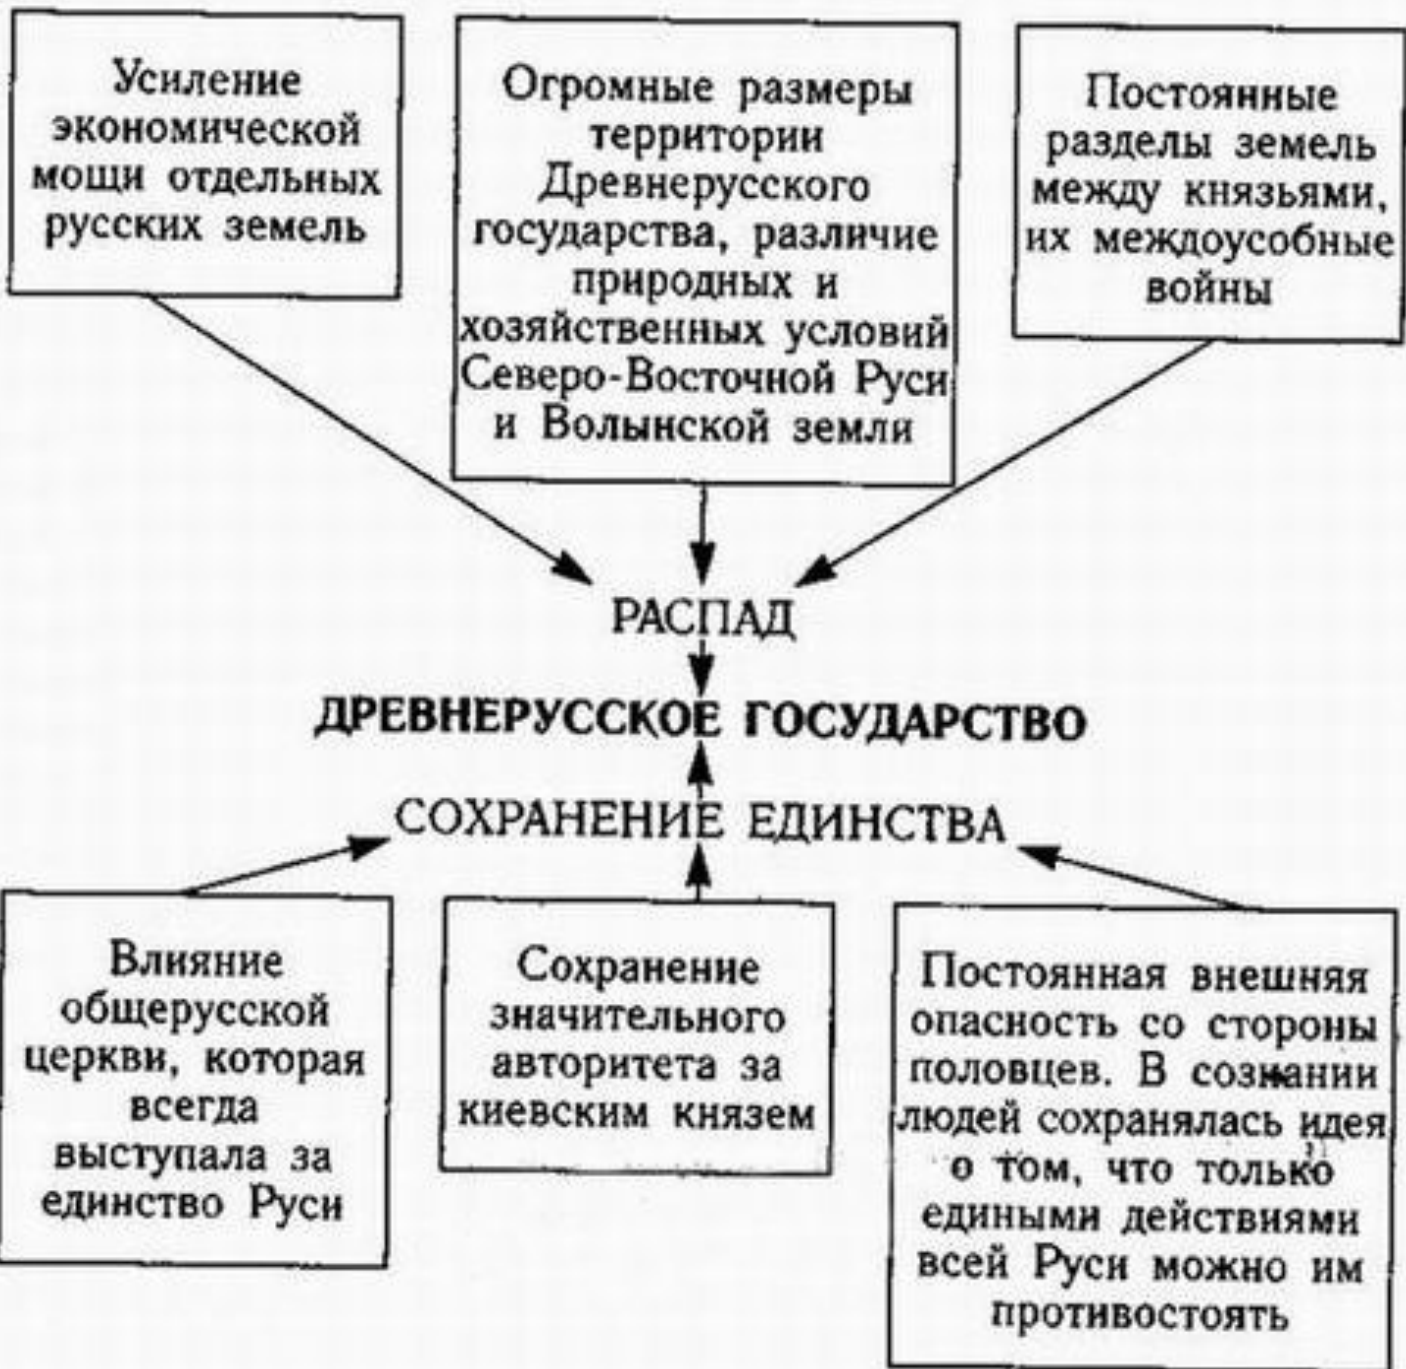 Усиление
экономической
мощи отдельных
русских земель
Огромные размеры
территории
Древнерусского
государства, различие
природных и
хозяйственных условий
Северо-Восточной Руси
и Волынской земли
Постоянные
разделы земель
между князьями,
их междоусобные
войны
РАСПАД
ДРЕВНЕРУССКОЕ ГОСУДАРСТВО
СОХРАНЕНИЕ ЕДИНСТВА
Влияние
общерусской
церкви, которая
всегда
выступала за
единство Руси
Сохранение
значительного
авторитета за
киевским князем
Постоянная внешняя
опасность со стороны
половцев. В сознании
людей сохранялась идея
о том, что только
едиными действиями
всей Руси можно им
противостоять